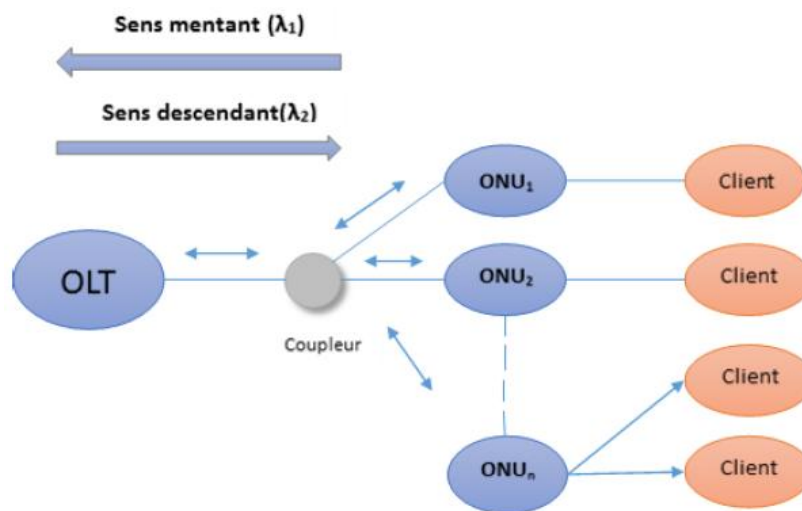 Sens mentant (λ₁)
Sens descendant(λ₂)
ONU₁
Client
OLT
ONU₂
Client
Coupleur
Client
ONUₙ
Client